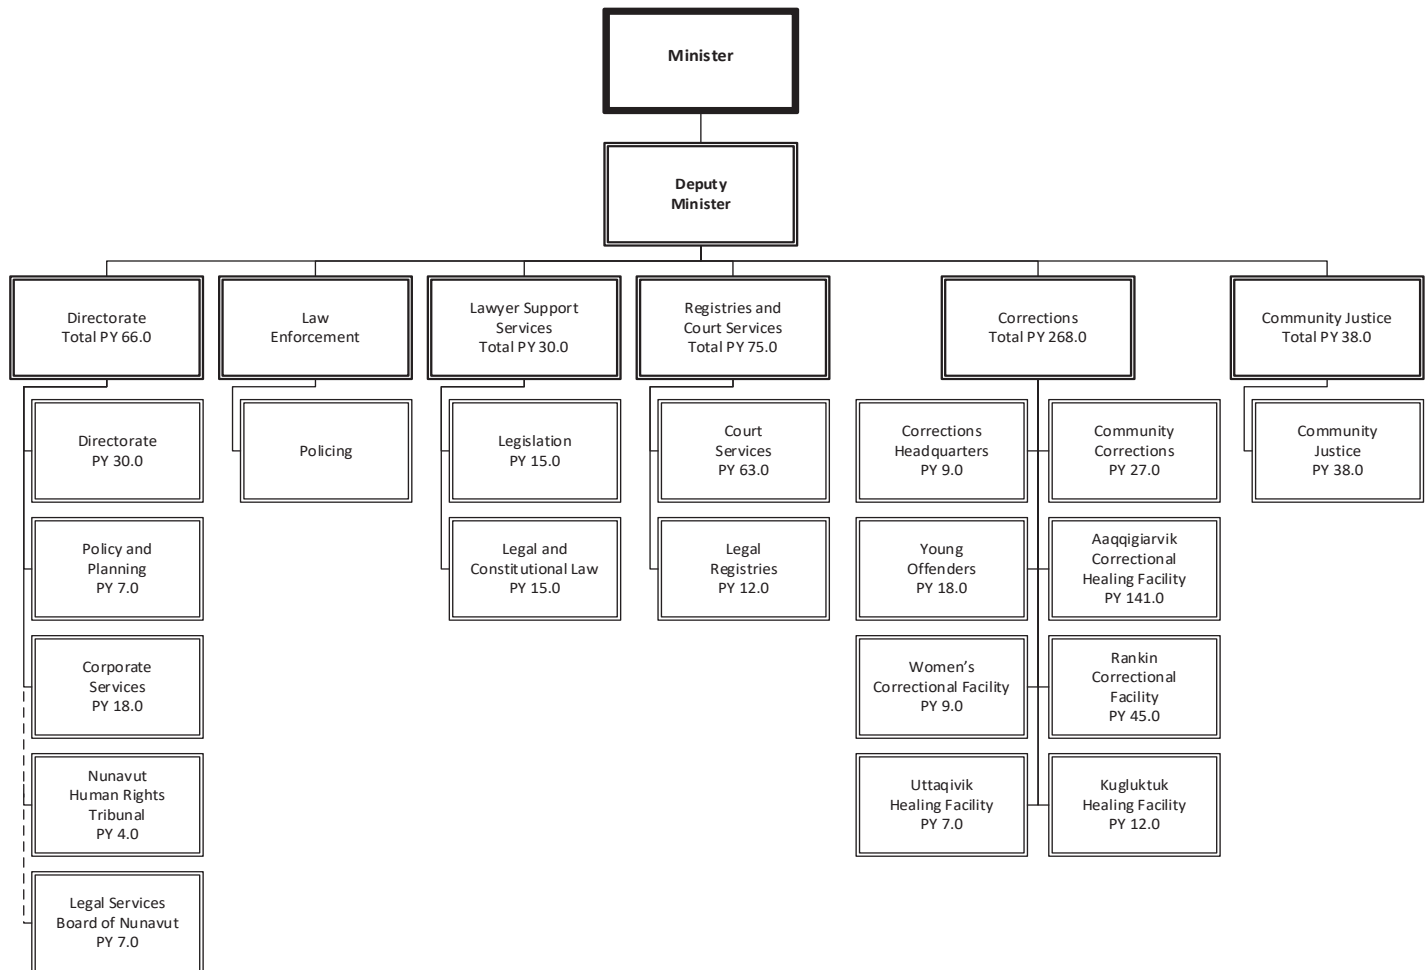 Minister
Deputy
Minister
Directorate
Total PY 66.0
Law
Enforcement
Lawyer Support
Services
Total PY 30.0
Registries and
Court Services
Total PY 75.0
Corrections
Total PY 268.0
Community Justice
Total PY 38.0
Directorate
PY 30.0
Policing
Legislation
PY 15.0
Court
Services
PY 63.0
Corrections
Headquarters
PY 9.0
Community
Corrections
PY 27.0
Community
Justice
PY 38.0
Policy and
Planning
PY 7.0
Legal and
Constitutional Law
PY 15.0
Legal
Registries
PY 12.0
Young
Offenders
PY 18.0
Aaqqigiarvik
Correctional
Healing Facility
PY 141.0
Corporate
Services
PY 18.0
Women's
Correctional Facility
PY 9.0
Rankin
Correctional
Facility
PY 45.0
Nunavut
Human Rights
Tribunal
PY 4.0
Uttaqivik
Healing Facility
PY 7.0
Kugluktuk
Healing Facility
PY 12.0
Legal Services
Board of Nunavut
PY 7.0